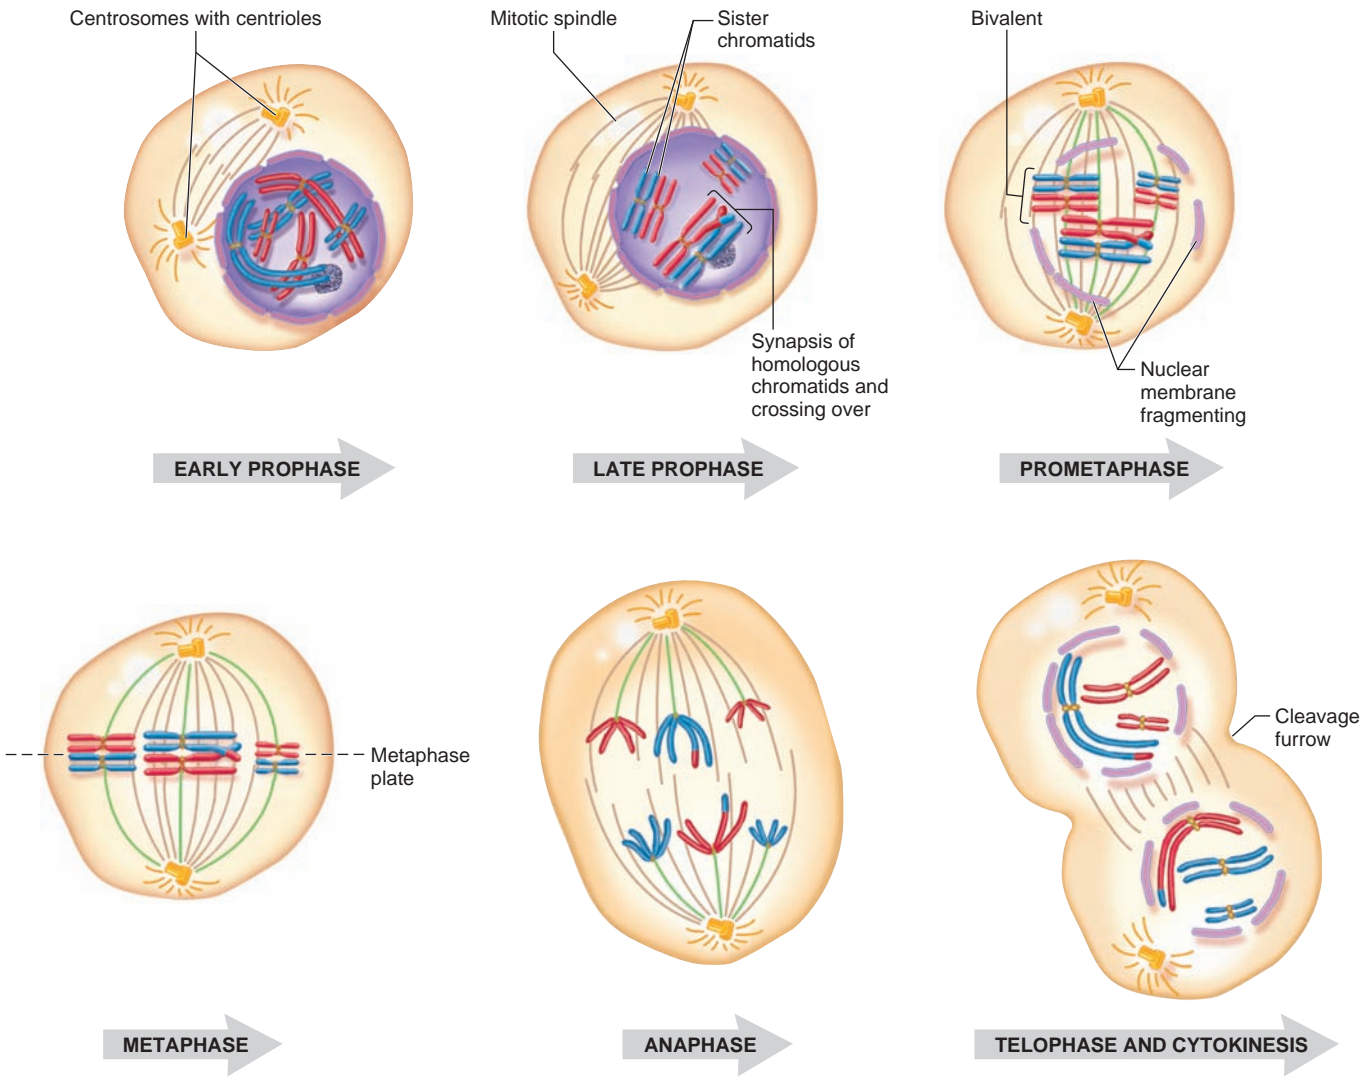 Centrosomes with centrioles
Mitotic spindle
Sister
chromatids
Bivalent
Synapsis of
homologous
chromatids and
crossing over
Nuclear
membrane
fragmenting
EARLY PROPHASE
LATE PROPHASE
PROMETAPHASE
Metaphase
plate
Cleavage
furrow
METAPHASE
ANAPHASE
TELOPHASE AND CYTOKINESIS